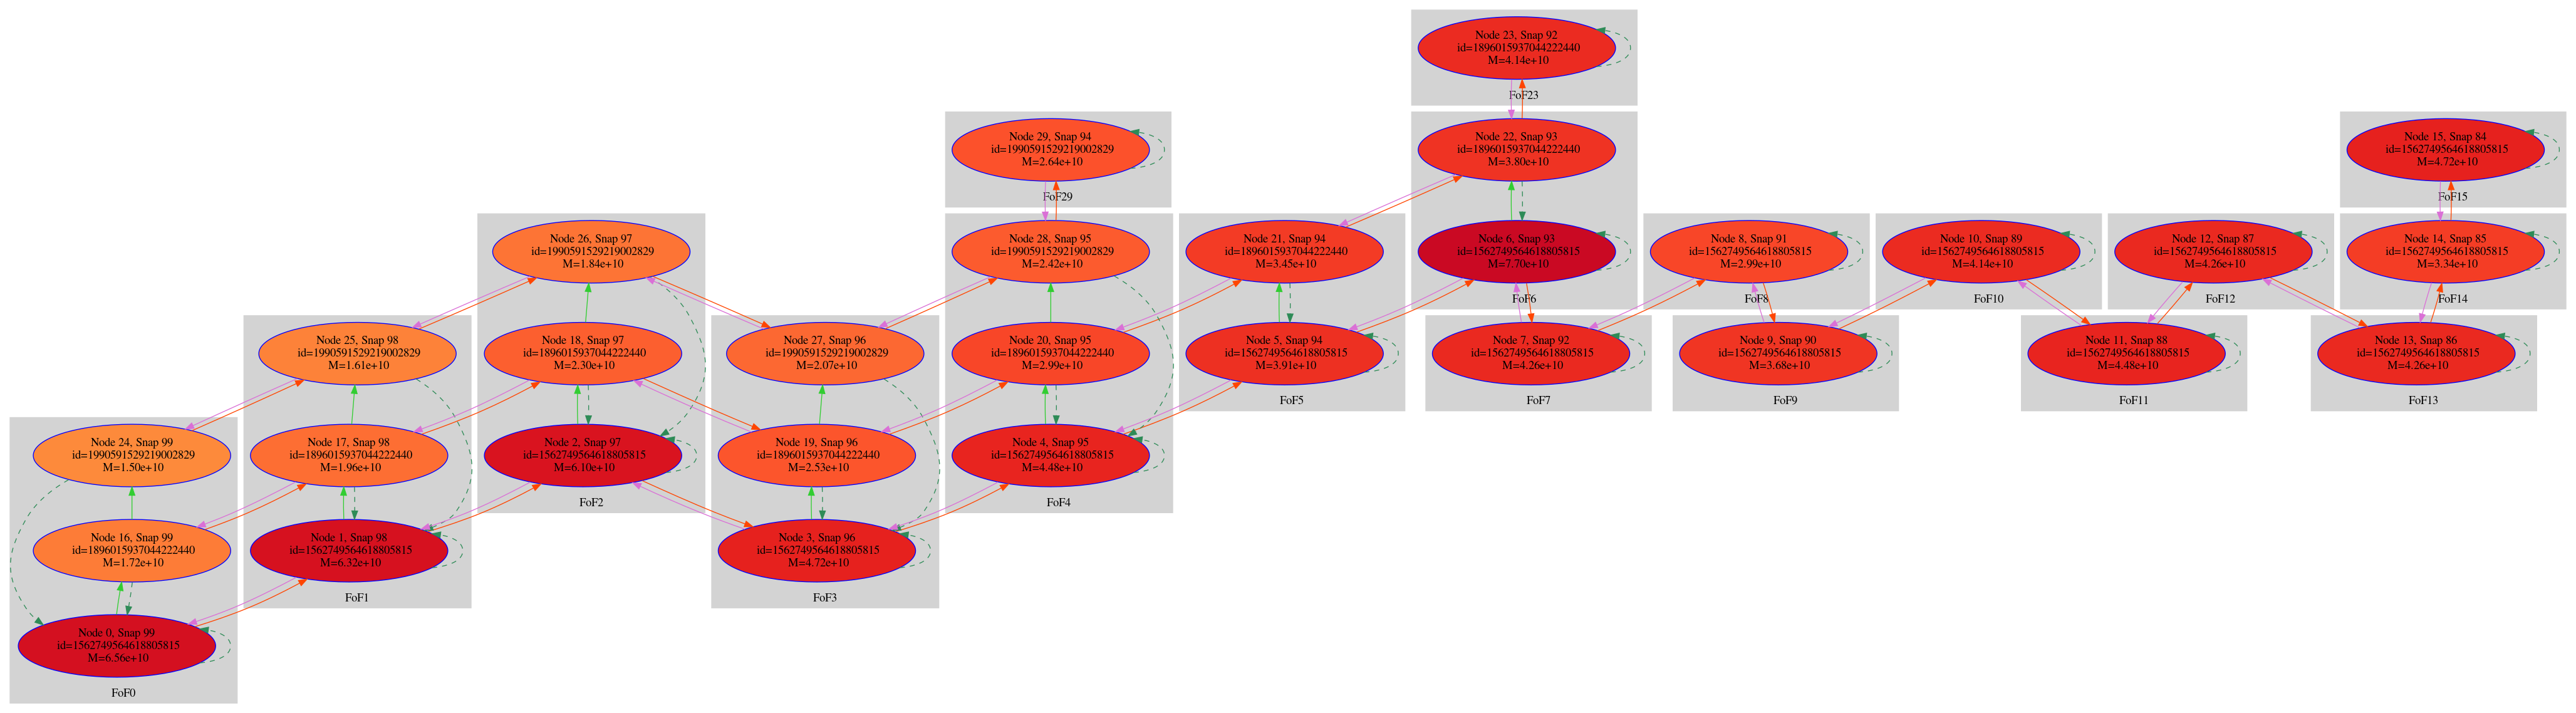 Node 23, Snap 92
id=1896015937044222440
M=4.14e+10
FoF23
Node 29, Snap 94
id=1990591529219002829
M=2.64e+10
FoF29
Node 22, Snap 93
id=1896015937044222440
M=3.80e+10
Node 15, Snap 84
id=1562749564618805815
M=4.72e+10
FoF15
Node 26, Snap 97
id=1990591529219002829
M=1.84e+10
Node 28, Snap 95
id=1990591529219002829
M=2.42e+10
Node 21, Snap 94
id=1896015937044222440
M=3.45e+10
Node 6, Snap 93
id=1562749564618805815
M=7.70e+10
FoF6
Node 8, Snap 91
id=1562749564618805815
M=2.99e+10
FoF8
Node 10, Snap 89
id=1562749564618805815
M=4.14e+10
FoF10
Node 12, Snap 87
id=1562749564618805815
M=4.26e+10
FoF12
Node 14, Snap 85
id=1562749564618805815
M=3.34e+10
FoF14
Node 25, Snap 98
id=1990591529219002829
M=1.61e+10
Node 18, Snap 97
id=1896015937044222440
M=2.30e+10
Node 27, Snap 96
id=1990591529219002829
M=2.07e+10
Node 20, Snap 95
id=1896015937044222440
M=2.99e+10
Node 5, Snap 94
id=1562749564618805815
M=3.91e+10
FoF5
Node 7, Snap 92
id=1562749564618805815
M=4.26e+10
FoF7
Node 9, Snap 90
id=1562749564618805815
M=3.68e+10
FoF9
Node 11, Snap 88
id=1562749564618805815
M=4.48e+10
FoF11
Node 13, Snap 86
id=1562749564618805815
M=4.26e+10
FoF13
Node 24, Snap 99
id=1990591529219002829
M=1.50e+10
Node 17, Snap 98
id=1896015937044222440
M=1.96e+10
Node 2, Snap 97
id=1562749564618805815
M=6.10e+10
FoF2
Node 19, Snap 96
id=1896015937044222440
M=2.53e+10
Node 4, Snap 95
id=1562749564618805815
M=4.48e+10
FoF4
Node 16, Snap 99
id=1896015937044222440
M=1.72e+10
Node 1, Snap 98
id=1562749564618805815
M=6.32e+10
FoF1
Node 3, Snap 96
id=1562749564618805815
M=4.72e+10
FoF3
Node 0, Snap 99
id=1562749564618805815
M=6.56e+10
FoF0